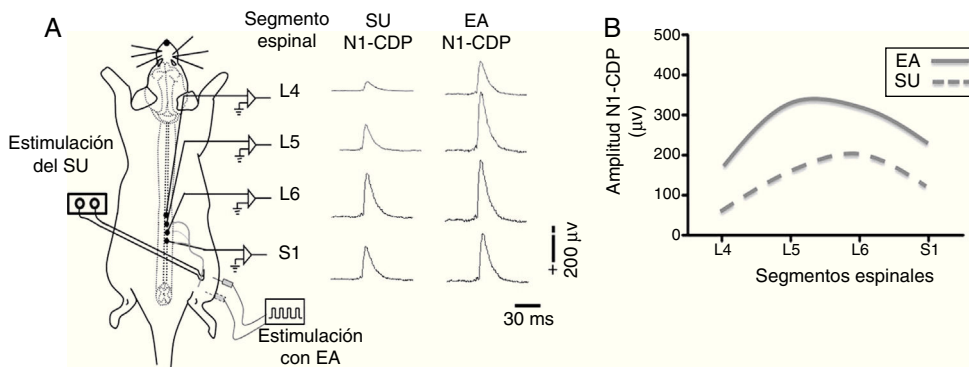 A
Segmento
espinal
SU
N1-CDP
EA
N1-CDP
L4
L5
L6
S1
Estimulación
del SU
Estimulación
con EA
+ 200 μv -
30 ms
B
Amplitud N1-CDP
(μv)
500
400
300
200
100
0
L4 L5 L6 S1
Segmentos espinales
EA
SU